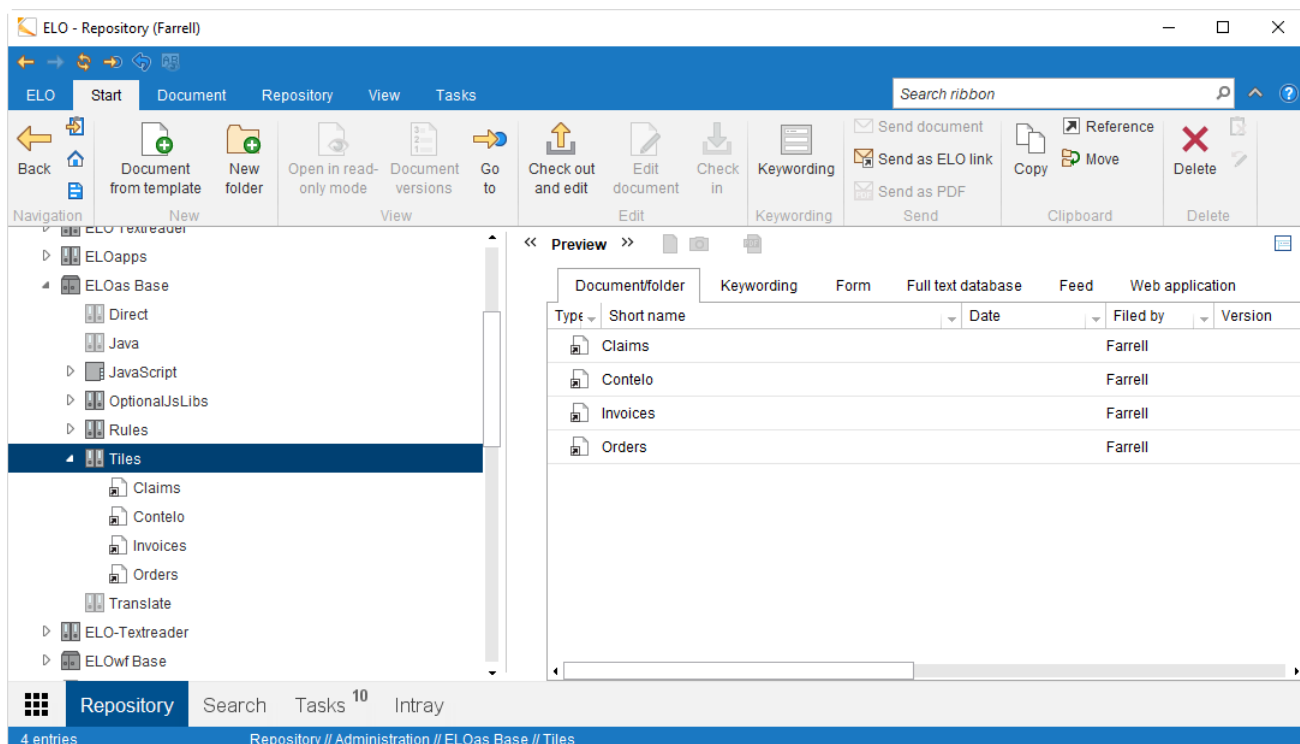 ELO - Repository (Farrell)
ELO Start Document Repository View Tasks Search ribbon ?
Back Document from template New folder Open in read-only mode Document versions Go to Check out and edit Edit document Check in Keywording Send document Send as ELO link Send as PDF Copy Reference Move Delete
Navigation New View Edit Keywording Send Clipboard Delete
ELO Textreader
ELOapps
ELOas Base
Direct
Java
JavaScript
OptionalJsLibs
Rules
Tiles
Claims
Contelo
Invoices
Orders
Translate
ELO-Textreader
ELOwf Base
<< Preview >>
Document/folder Keywording Form Full text database Feed Web application
Type Short name Date Filed by Version
Claims Farrell
Contelo Farrell
Invoices Farrell
Orders Farrell
Repository Search Tasks 10 Intray
4 entries Repository // Administration // ELOas Base // Tiles